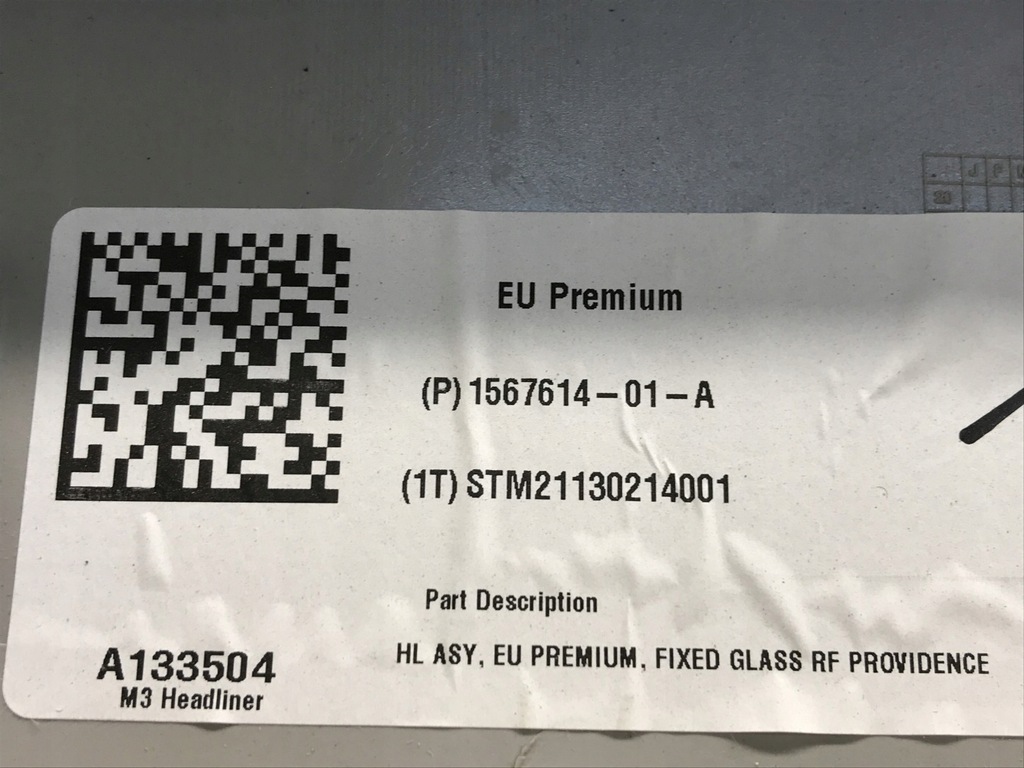 EU Premium
(P) 1567614-01-A
(1T) STM21130214001
Part Description
HL ASY, EU PREMIUM, FIXED GLASS RF PROVIDENCE
A133504
M3 Headliner